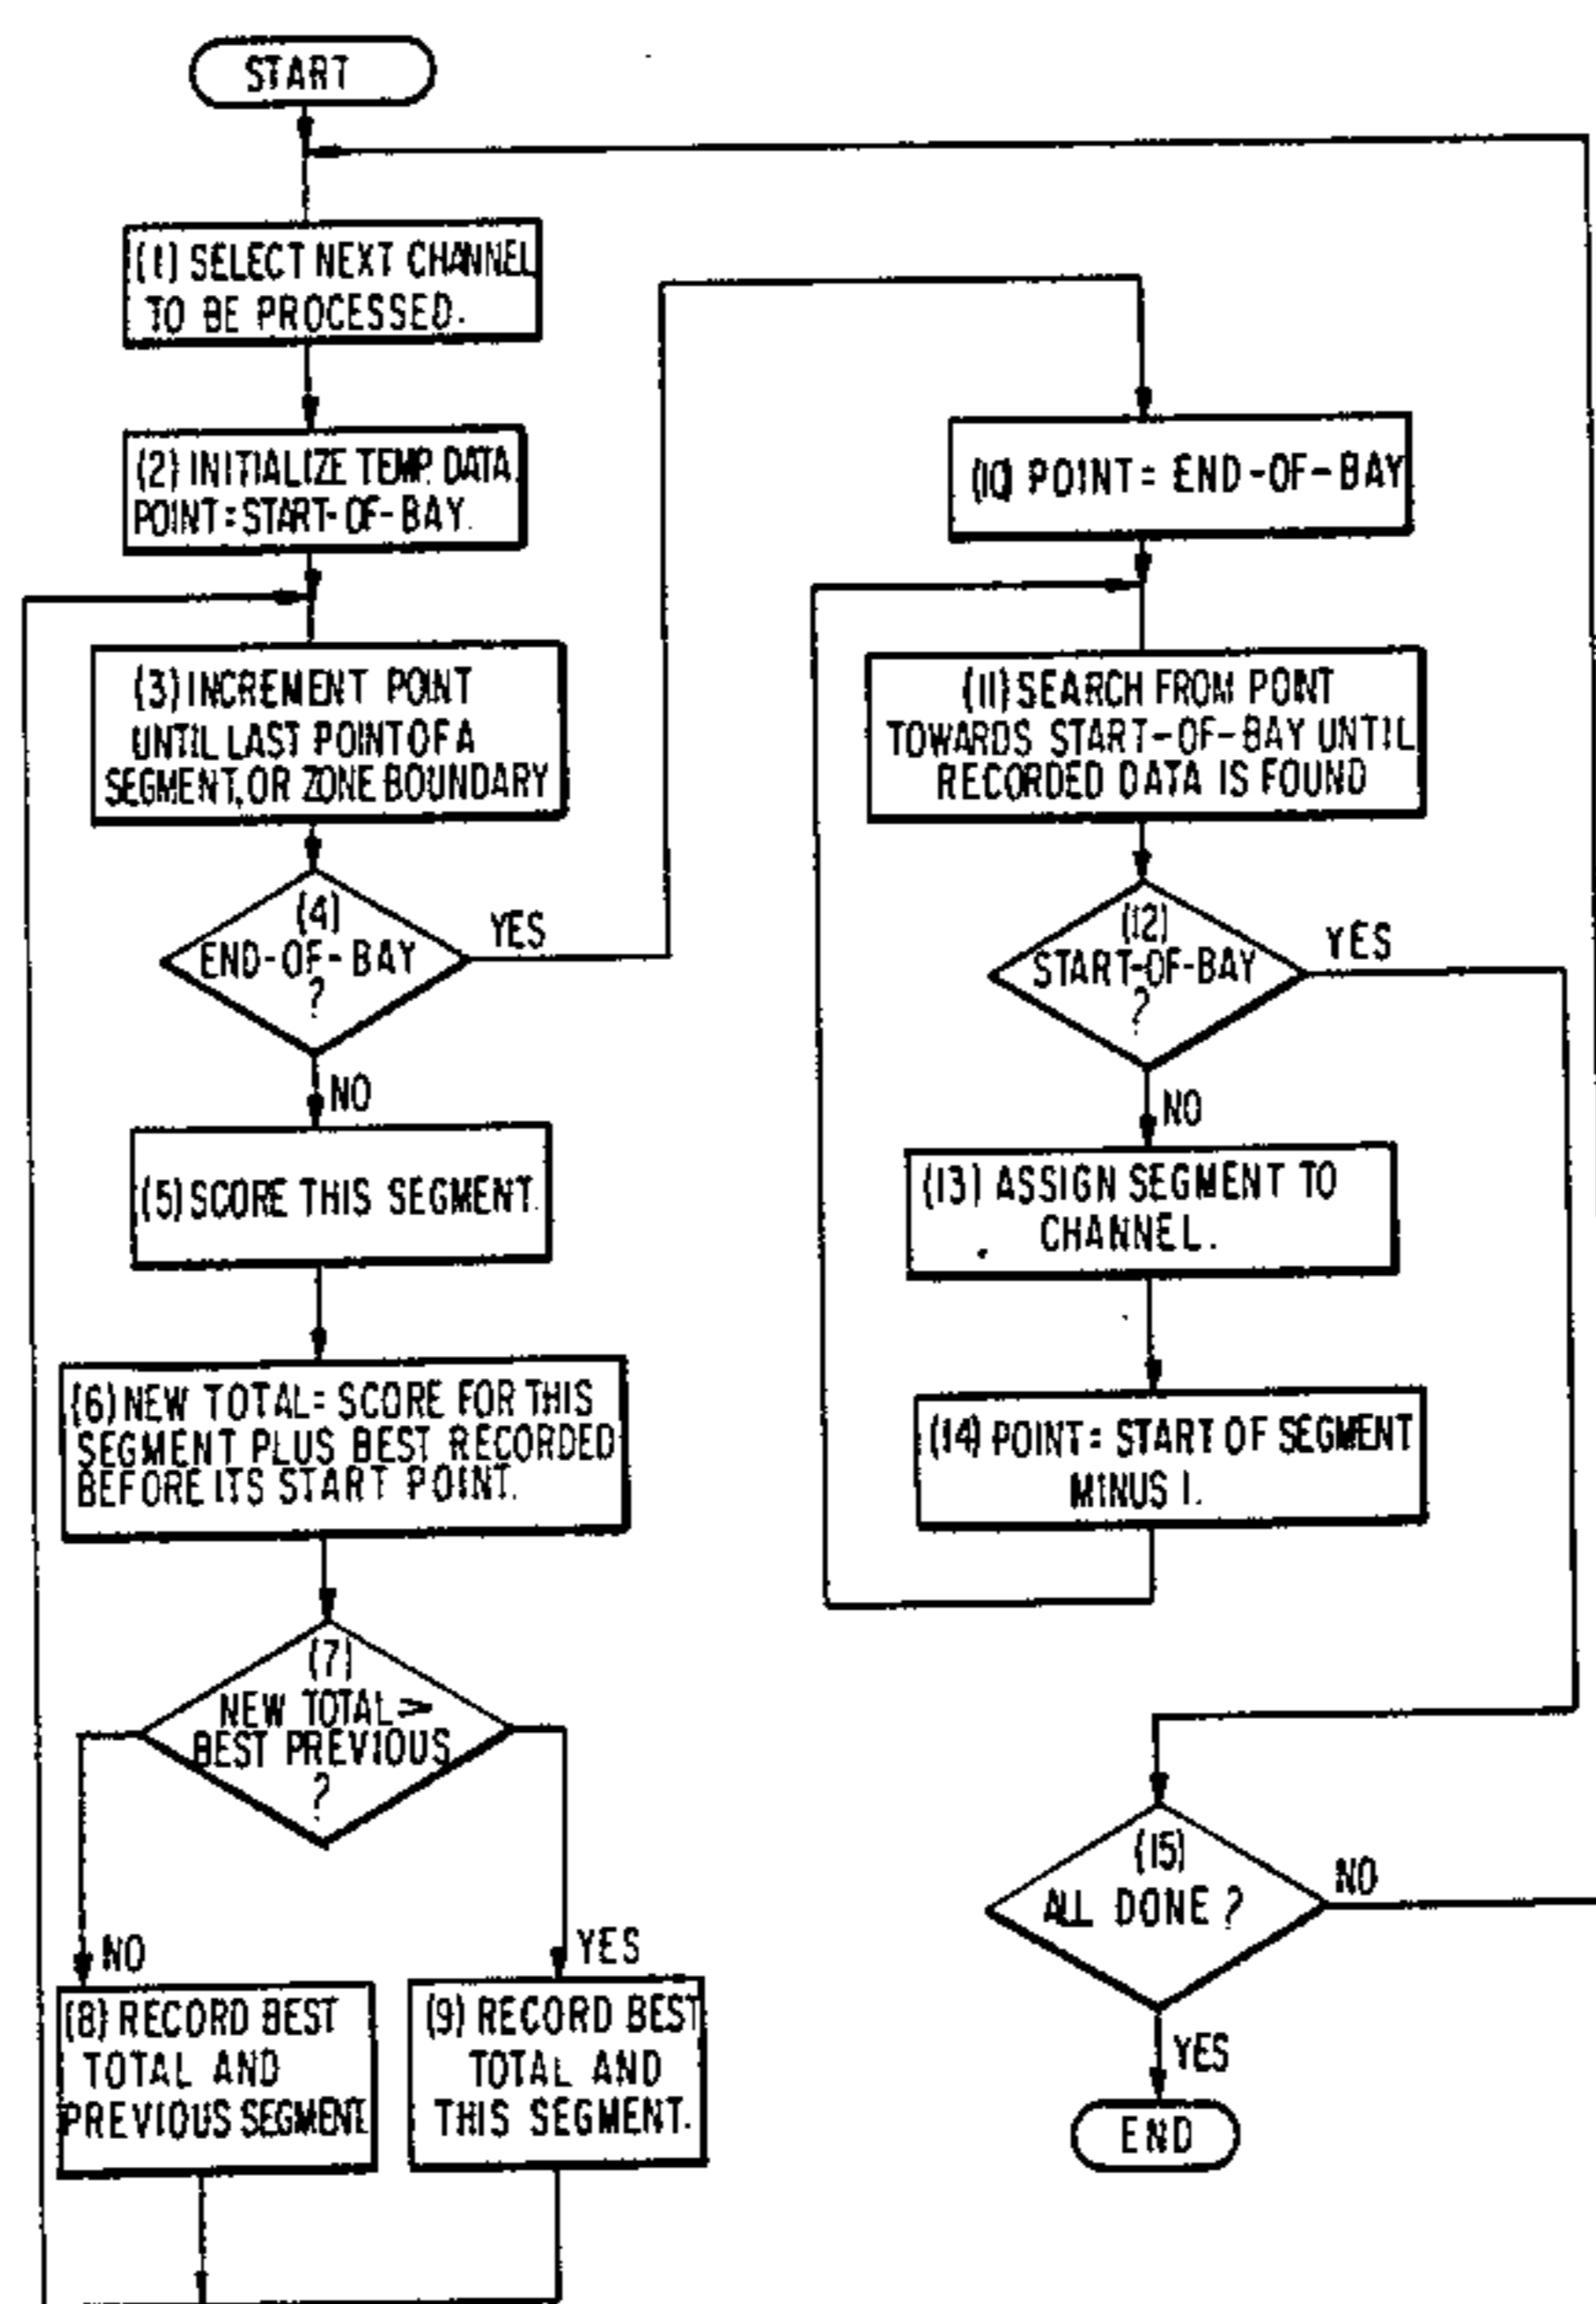 START
(1) SELECT NEXT CHANNEL
TO BE PROCESSED.
(2) INITIALIZE TEMP. DATA.
POINT = START-OF-BAY.
(3) INCREMENT POINT
UNTIL LAST POINT OF A
SEGMENT, OR ZONE BOUNDARY
(4)
END-OF-BAY
?
YES
NO
(5) SCORE THIS SEGMENT.
(6) NEW TOTAL = SCORE FOR THIS
SEGMENT PLUS BEST RECORDED
BEFORE ITS START POINT.
(7)
NEW TOTAL >
BEST PREVIOUS
?
NO
YES
(8) RECORD BEST
TOTAL AND
PREVIOUS SEGMENT
(9) RECORD BEST
TOTAL AND
THIS SEGMENT.
(10) POINT = END-OF-BAY
(11) SEARCH FROM POINT
TOWARDS START-OF-BAY UNTIL
RECORDED DATA IS FOUND
(12)
START-OF-BAY
?
YES
NO
(13) ASSIGN SEGMENT TO
CHANNEL.
(14) POINT = START OF SEGMENT
MINUS 1.
(15)
ALL DONE ?
NO
YES
END